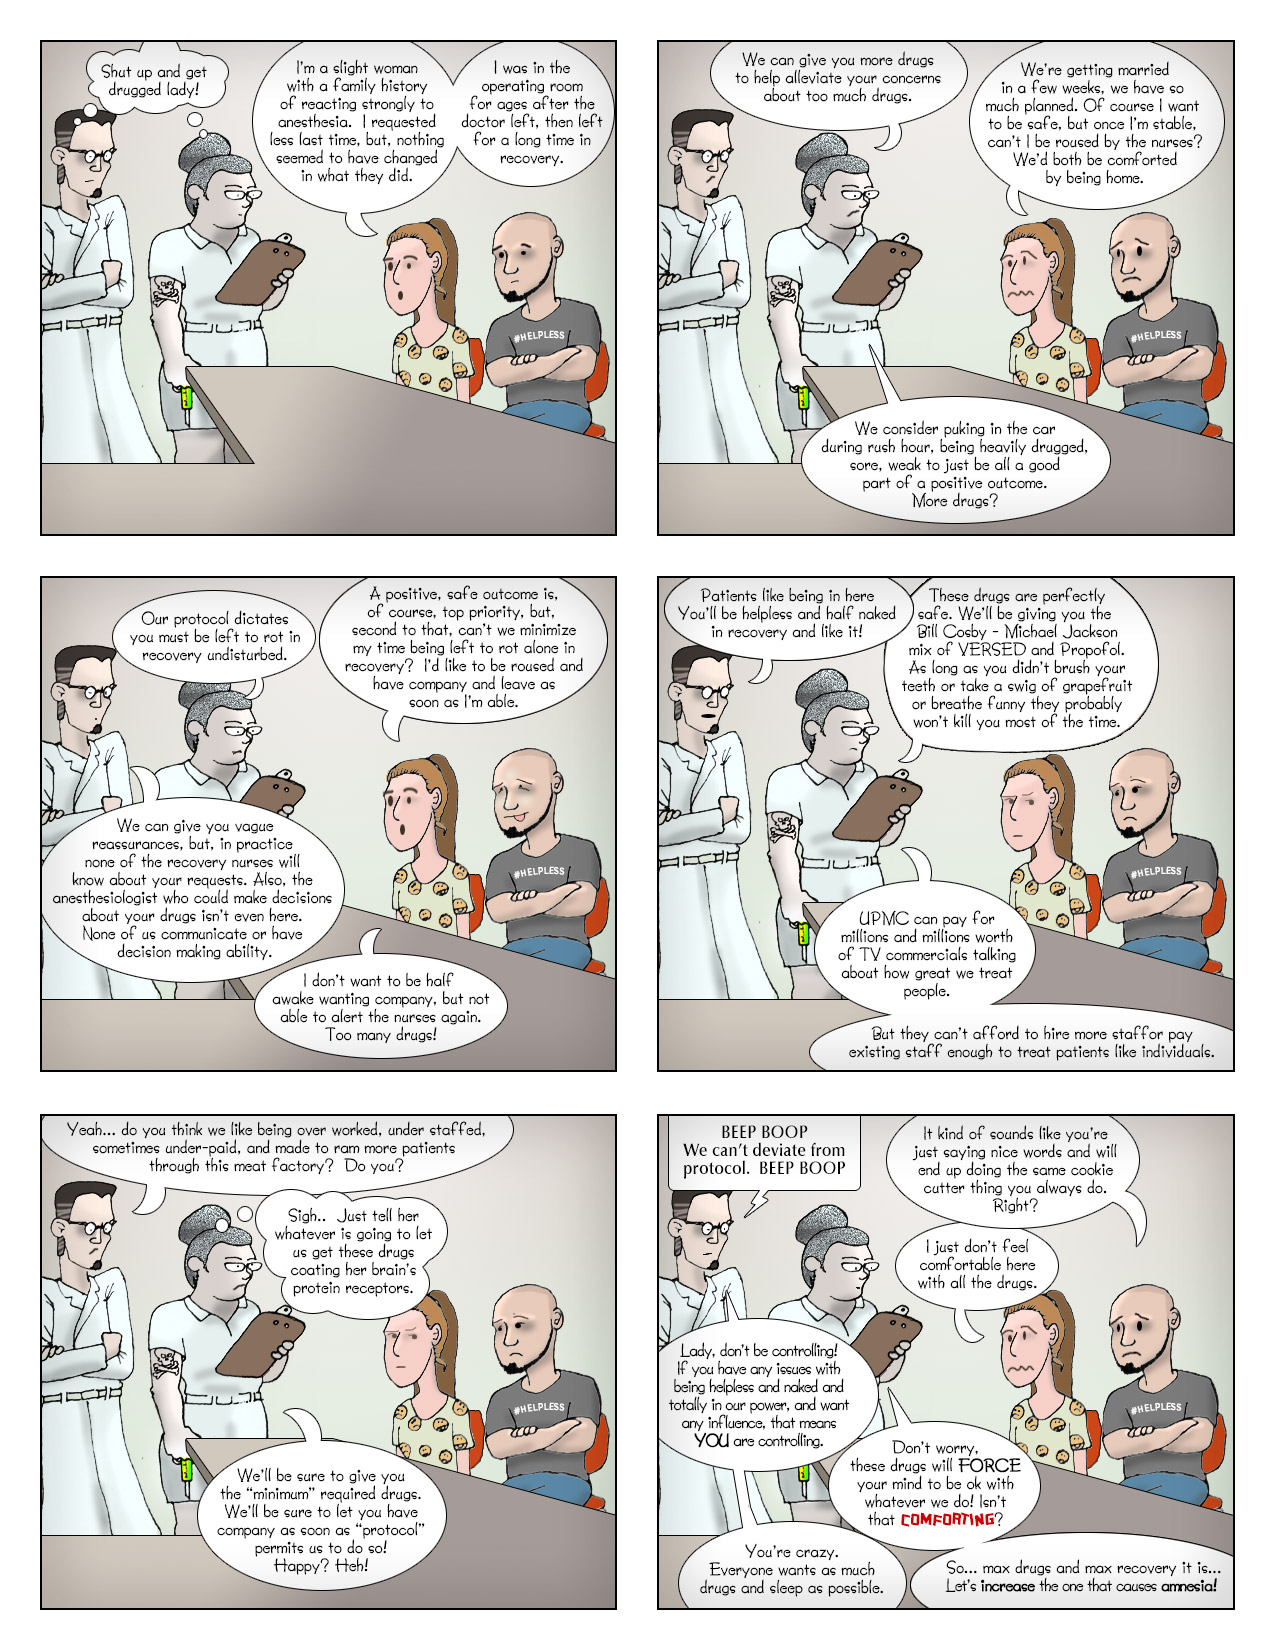 Shut up and get
drugged lady!
I'm a slight woman
with a family history
of reacting strongly to
anesthesia. I requested
less last time, but, nothing
seemed to have changed
in what they did.
I was in the
operating room
for ages after the
doctor left, then left
for a long time in
recovery.
#HELPLESS
We can give you more drugs
to help alleviate your concerns
about too much drugs.
We're getting married
in a few weeks, we have so
much planned. Of course I want
to be safe, but once I'm stable,
can't I be roused by the nurses?
We'd both be comforted
by being home.
#HELPLESS
We consider puking in the car
during rush hour, being heavily drugged,
sore, weak to just be all a good
part of a positive outcome.
More drugs?
Our protocol dictates
you must be left to rot in
recovery undisturbed.
A positive, safe outcome is,
of course, top priority, but,
second to that, can't we minimize
my time being left to rot alone in
recovery? I'd like to be roused and
have company and leave as
soon as I'm able.
We can give you vague
reassurances, but, in practice
none of the recovery nurses will
know about your requests. Also, the
anesthesiologist who could make decisions
about your drugs isn't even here.
None of us communicate or have
decision making ability.
#HELPLESS
I don't want to be half
awake wanting company, but not
able to alert the nurses again.
Too many drugs!
Patients like being in here
You'll be helpless and half naked
in recovery and like it!
These drugs are perfectly
safe. We'll be giving you the
Bill Cosby - Michael Jackson
mix of VERSED and Propofol.
As long as you didn't brush your
teeth or take a swig of grapefruit
or breathe funny they probably
won't kill you most of the time.
#HELPLESS
UPMC can pay for
millions and millions worth
of TV commercials talking
about how great we treat
people.
But they can't afford to hire more staff or pay
existing staff enough to treat patients like individuals.
Yeah... do you think we like being over worked, under staffed,
sometimes under-paid, and made to ram more patients
through this meat factory? Do you?
Sigh.. Just tell her
whatever is going to let
us get these drugs
coating her brain's
protein receptors.
#HELPLESS
We'll be sure to give you
the "minimum" required drugs.
We'll be sure to let you have
company as soon as "protocol"
permits us to do so!
Happy? Heh!
BEEP BOOP
We can't deviate from
protocol. BEEP BOOP
It kind of sounds like you're
just saying nice words and will
end up doing the same cookie
cutter thing you always do.
Right?
I just don't feel
comfortable here
with all the drugs.
Lady, don't be controlling!
If you have any issues with
being helpless and naked and
totally in our power, and want
any influence, that means
YOU are controlling.
#HELPLESS
Don't worry,
these drugs will FORCE
your mind to be ok with
whatever we do! Isn't
that COMFORTING?
You're crazy.
Everyone wants as much
drugs and sleep as possible.
So... max drugs and max recovery it is...
Let's increase the one that causes amnesia!